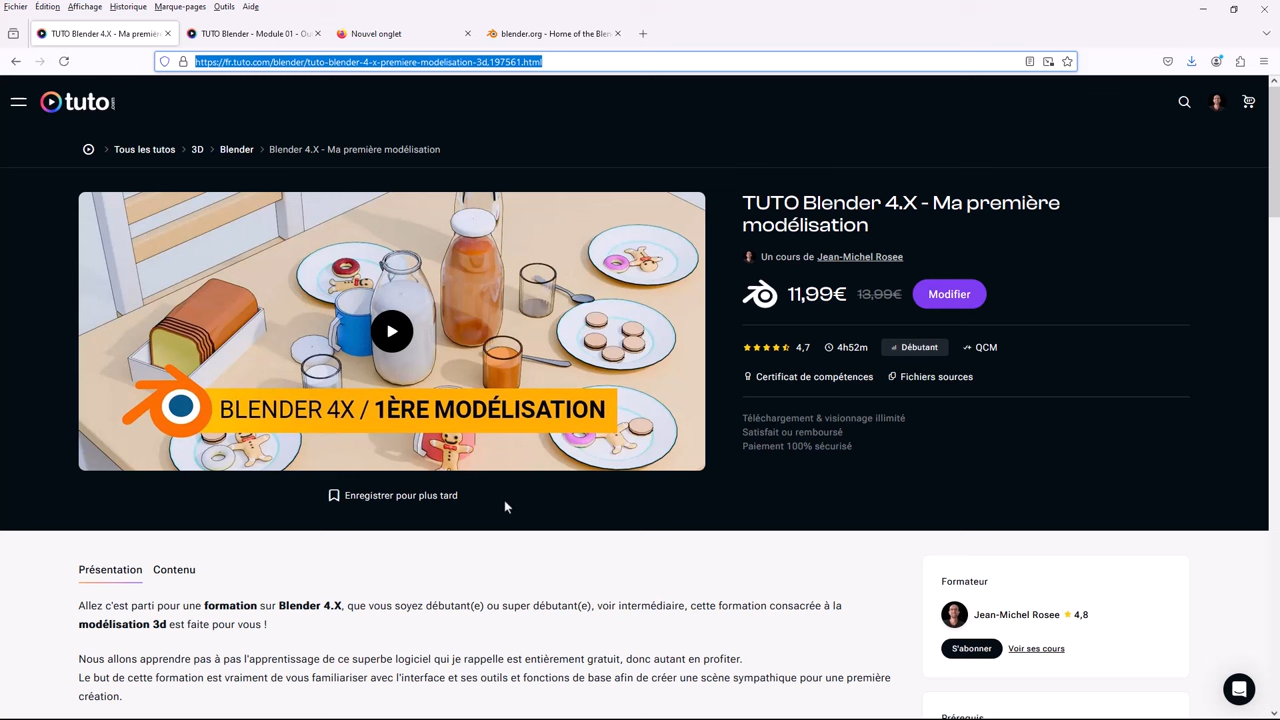 Fichier Édition Affichage Historique Marque-pages Outils Aide
TUTO Blender 4.X - Ma premièr
TUTO Blender - Module 01 - O
Nouvel onglet
blender.org - Home of the Blen
https://fr.tuto.com/blender/tuto-blender-4-x-premiere-modelisation-3d,197561.html
tuto.com
Tous les tutos > 3D > Blender > Blender 4.X - Ma première modélisation
TUTO Blender 4.X - Ma première
modélisation
Un cours de Jean-Michel Rosee
11,99€ 13,99€ Modifier
4,7 4h52m Débutant QCM
Certificat de compétences Fichiers sources
Téléchargement & visionnage illimité
Satisfait ou remboursé
Paiement 100% sécurisé
BLENDER 4X / 1ÈRE MODÉLISATION
Enregistrer pour plus tard
Présentation Contenu
Allez c'est parti pour une formation sur Blender 4.X, que vous soyez débutant(e) ou super débutant(e), voir intermédiaire, cette formation consacrée à la
modélisation 3d est faite pour vous !
Nous allons apprendre pas à pas l'apprentissage de ce superbe logiciel qui je rappelle est entièrement gratuit, donc autant en profiter.
Le but de cette formation est vraiment de vous familiariser avec l'interface et ses outils et fonctions de base afin de créer une scène sympathique pour une première
création.
Formateur
Jean-Michel Rosee 4,8
S'abonner Voir ses cours
Prérequis